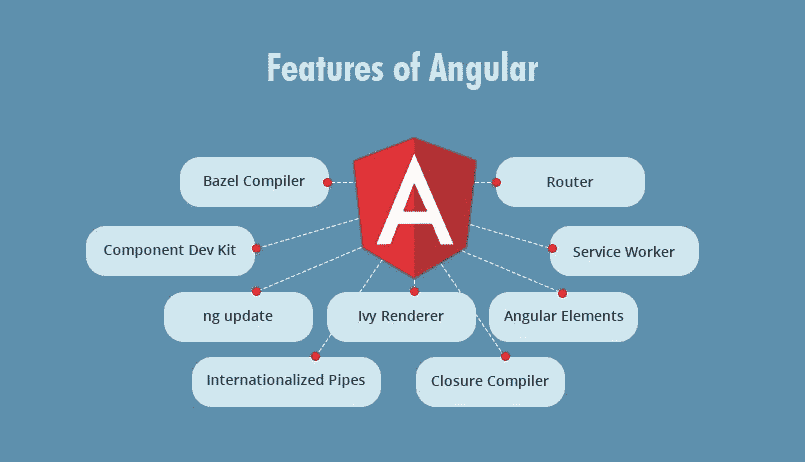 Features of Angular
Bazel Compiler
Router
Component Dev Kit
Service Worker
ng update
Ivy Renderer
Angular Elements
Internationalized Pipes
Closure Compiler